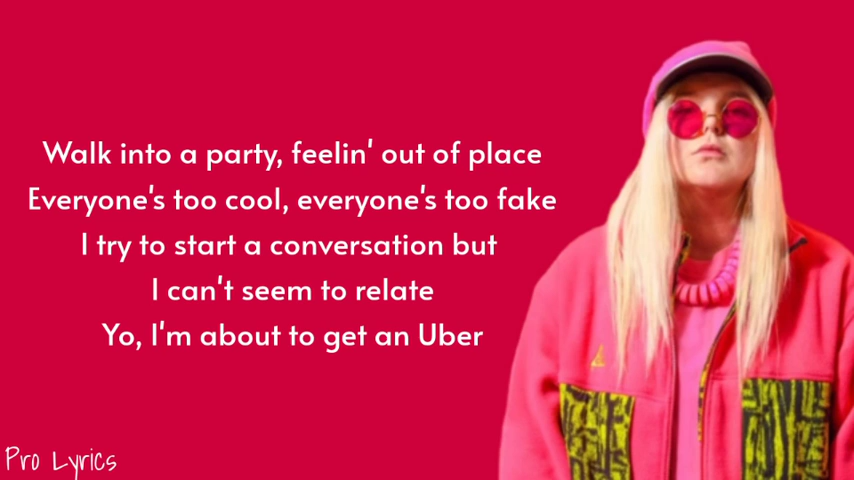 Walk into a party, feelin' out of place
Everyone's too cool, everyone's too fake
I try to start a conversation but
I can't seem to relate
Yo, I'm about to get an Uber
Pro Lyrics